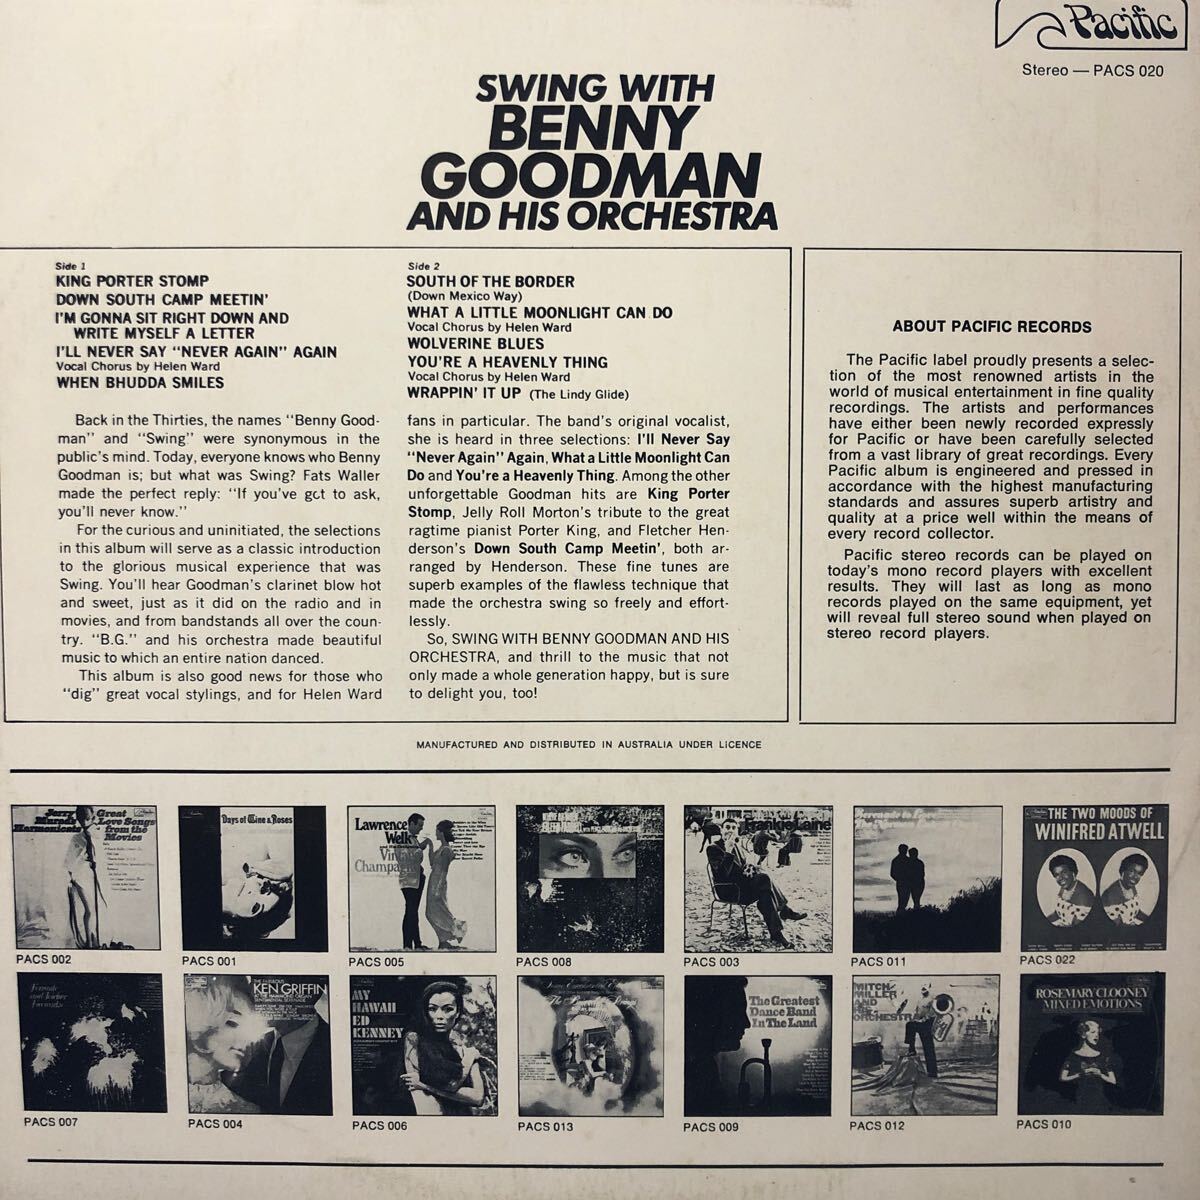 Pacific
Stereo — PACS 020
SWING WITH
BENNY
GOODMAN
AND HIS ORCHESTRA
Side 1
KING PORTER STOMP
DOWN SOUTH CAMP MEETIN'
I'M GONNA SIT RIGHT DOWN AND
WRITE MYSELF A LETTER
I'LL NEVER SAY "NEVER AGAIN" AGAIN
Vocal Chorus by Helen Ward
WHEN BHUDDA SMILES
Back in the Thirties, the names "Benny Good-
man" and "Swing" were synonymous in the
public's mind. Today, everyone knows who Benny
Goodman is; but what was Swing? Fats Waller
made the perfect reply: "If you've got to ask,
you'll never know."
For the curious and uninitiated, the selections
in this album will serve as a classic introduction
to the glorious musical experience that was
Swing. You'll hear Goodman's clarinet blow hot
and sweet, just as it did on the radio and in
movies, and from bandstands all over the coun-
try. "B.G." and his orchestra made beautiful
music to which an entire nation danced.
This album is also good news for those who
"dig" great vocal stylings, and for Helen Ward
Side 2
SOUTH OF THE BORDER
(Down Mexico Way)
WHAT A LITTLE MOONLIGHT CAN DO
Vocal Chorus by Helen Ward
WOLVERINE BLUES
YOU'RE A HEAVENLY THING
Vocal Chorus by Helen Ward
WRAPPIN' IT UP (The Lindy Glide)
fans in particular. The band's original vocalist,
she is heard in three selections: I'll Never Say
"Never Again" Again, What a Little Moonlight Can
Do and You're a Heavenly Thing. Among the other
unforgettable Goodman hits are King Porter
Stomp, Jelly Roll Morton's tribute to the great
ragtime pianist Porter King, and Fletcher Hen-
derson's Down South Camp Meetin', both ar-
ranged by Henderson. These fine tunes are
superb examples of the flawless technique that
made the orchestra swing so freely and effort-
lessly.
So, SWING WITH BENNY GOODMAN AND HIS
ORCHESTRA, and thrill to the music that not
only made a whole generation happy, but is sure
to delight you, too!
ABOUT PACIFIC RECORDS
The Pacific label proudly presents a selec-
tion of the most renowned artists in the
world of musical entertainment in fine quality
recordings. The artists and performances
have either been newly recorded expressly
for Pacific or have been carefully selected
from a vast library of great recordings. Every
Pacific album is engineered and pressed in
accordance with the highest manufacturing
standards and assures superb artistry and
quality at a price well within the means of
every record collector.
Pacific stereo records can be played on
today's mono record players with excellent
results. They will last as long as mono
records played on the same equipment, yet
will reveal full stereo sound when played on
stereo record players.
MANUFACTURED AND DISTRIBUTED IN AUSTRALIA UNDER LICENCE
Jerry
Murad's
Harmonicats
Great
Love Songs
from the
Movies
PACS 002
Days of Wine & Roses
PACS 001
Lawrence
Welk
Vintage
Champagne
PACS 005
PACS 008
Frankie Laine
PACS 003
PACS 011
THE TWO MOODS OF
WINIFRED ATWELL
PACS 022
PACS 007
KEN GRIFFIN
AT THE HAMMOND ORGAN
SENTIMENTAL SERENADE
PACS 004
MY
HAWAII
ED
KENNEY
PACS 006
PACS 013
The Greatest
Dance Band
In The Land
PACS 009
MITCH
MILLER
AND
HIS
ORCHESTRA
PACS 012
ROSEMARY CLOONEY
MIXED EMOTIONS
PACS 010